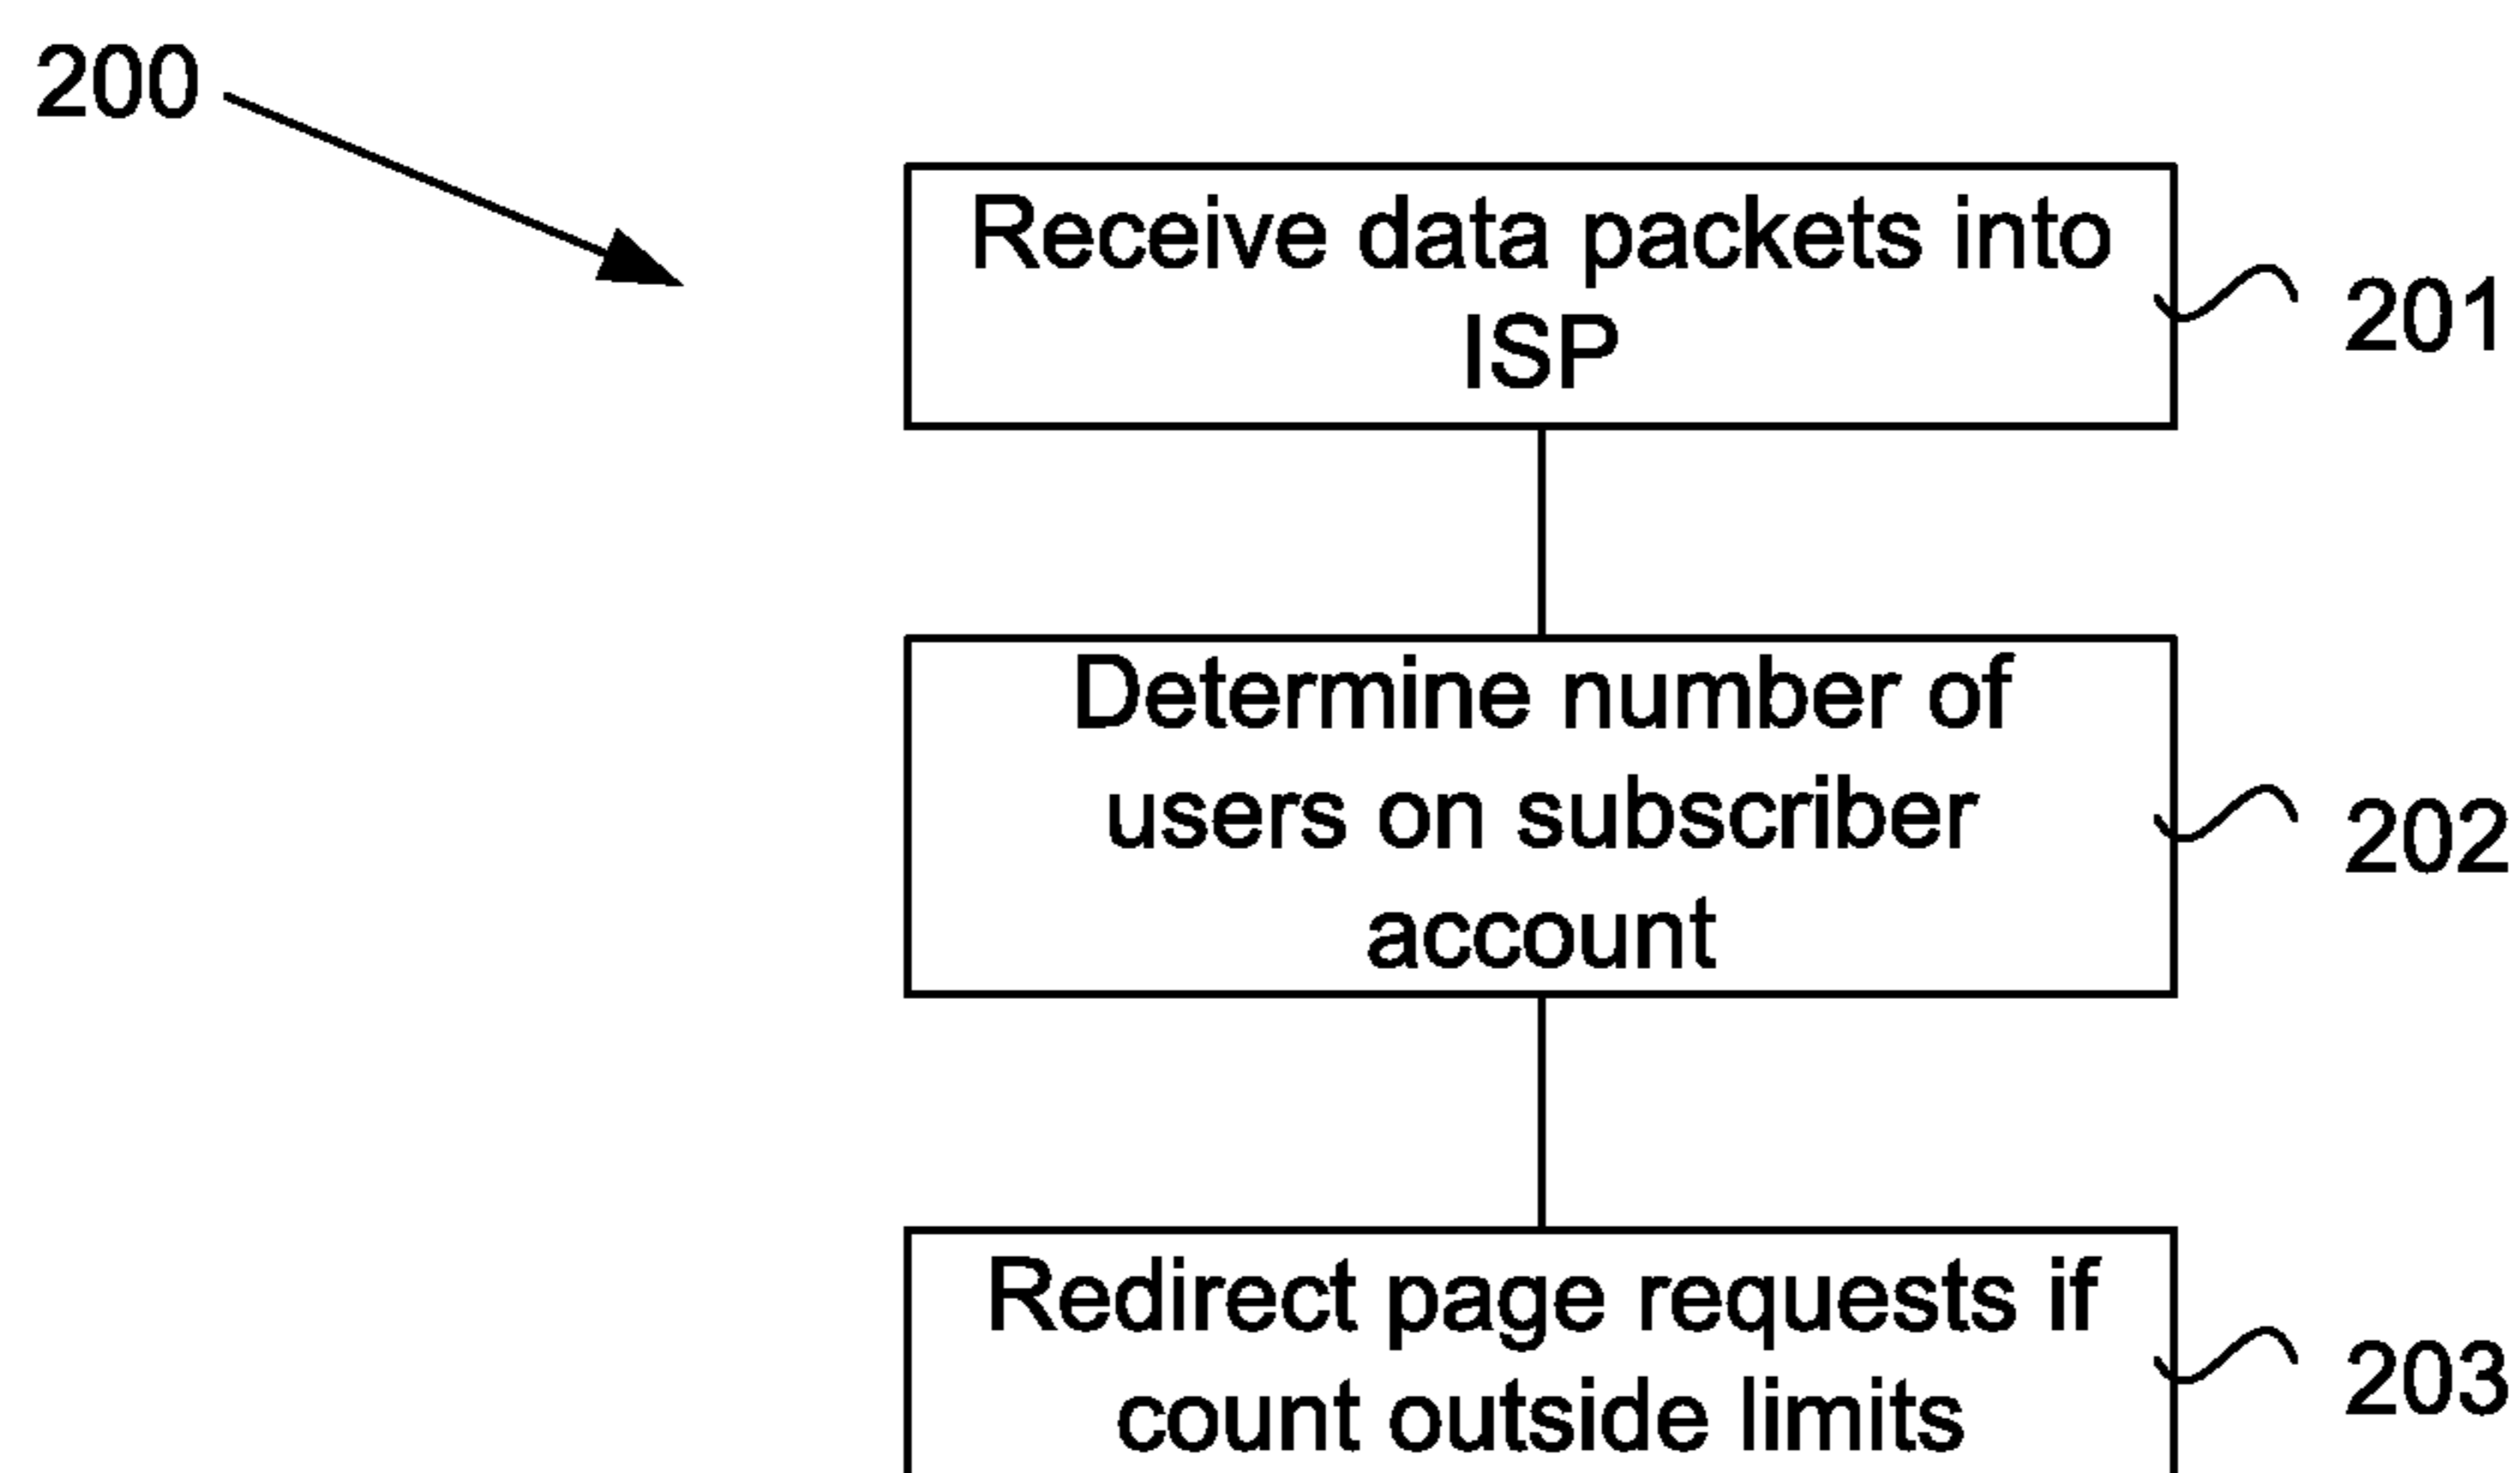 200
Receive data packets into
ISP
201
Determine number of
users on subscriber
account
202
Redirect page requests if
count outside limits
203